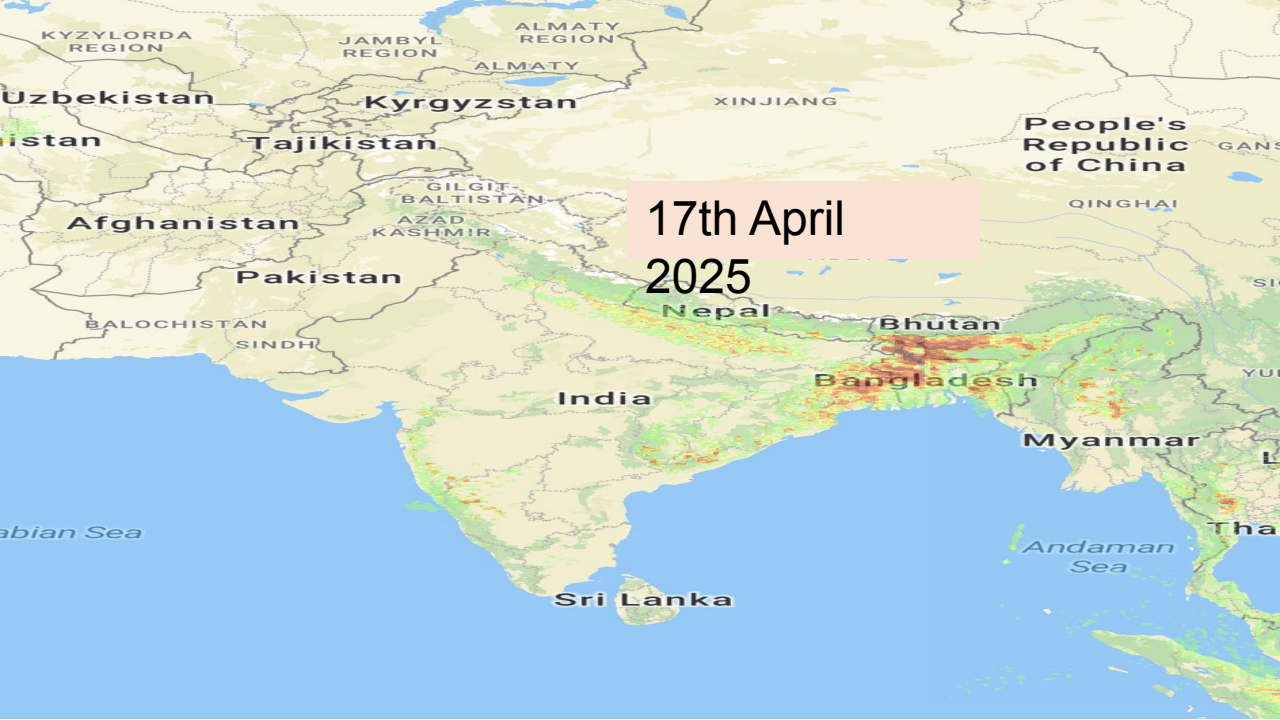 KYZYLORDA
REGION
JAMBYL
REGION
ALMATY
REGION
ALMATY
Uzbekistan
Kyrgyzstan
XINJIANG
People's
Republic
of China
GANS
istan
Tajikistan
GILGIT-
BALTISTAN
QINGHAI
AZAD
KASHMIR
Afghanistan
17th April
2025
Pakistan
SI
Nepal
BALOCHISTAN
SINDH
Bhutan
YU
Bangladesh
India
Myanmar
L
abian Sea
Tha
Andaman
Sea
Sri Lanka